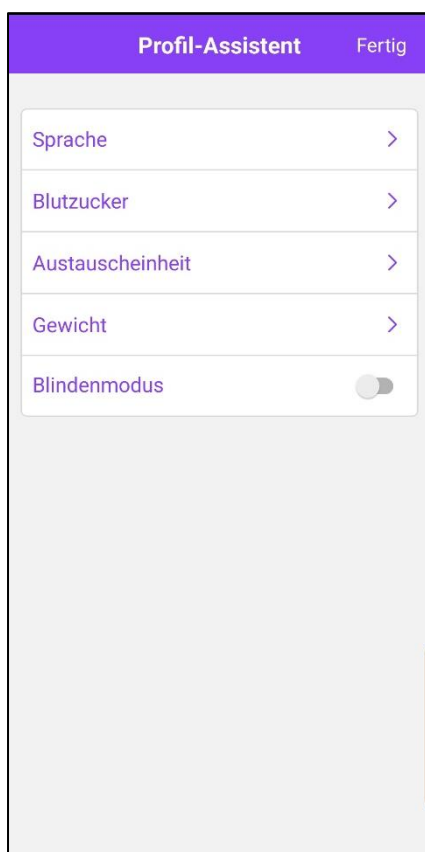 Profil-Assistent Fertig
Sprache
Blutzucker
Austauscheinheit
Gewicht
Blindenmodus